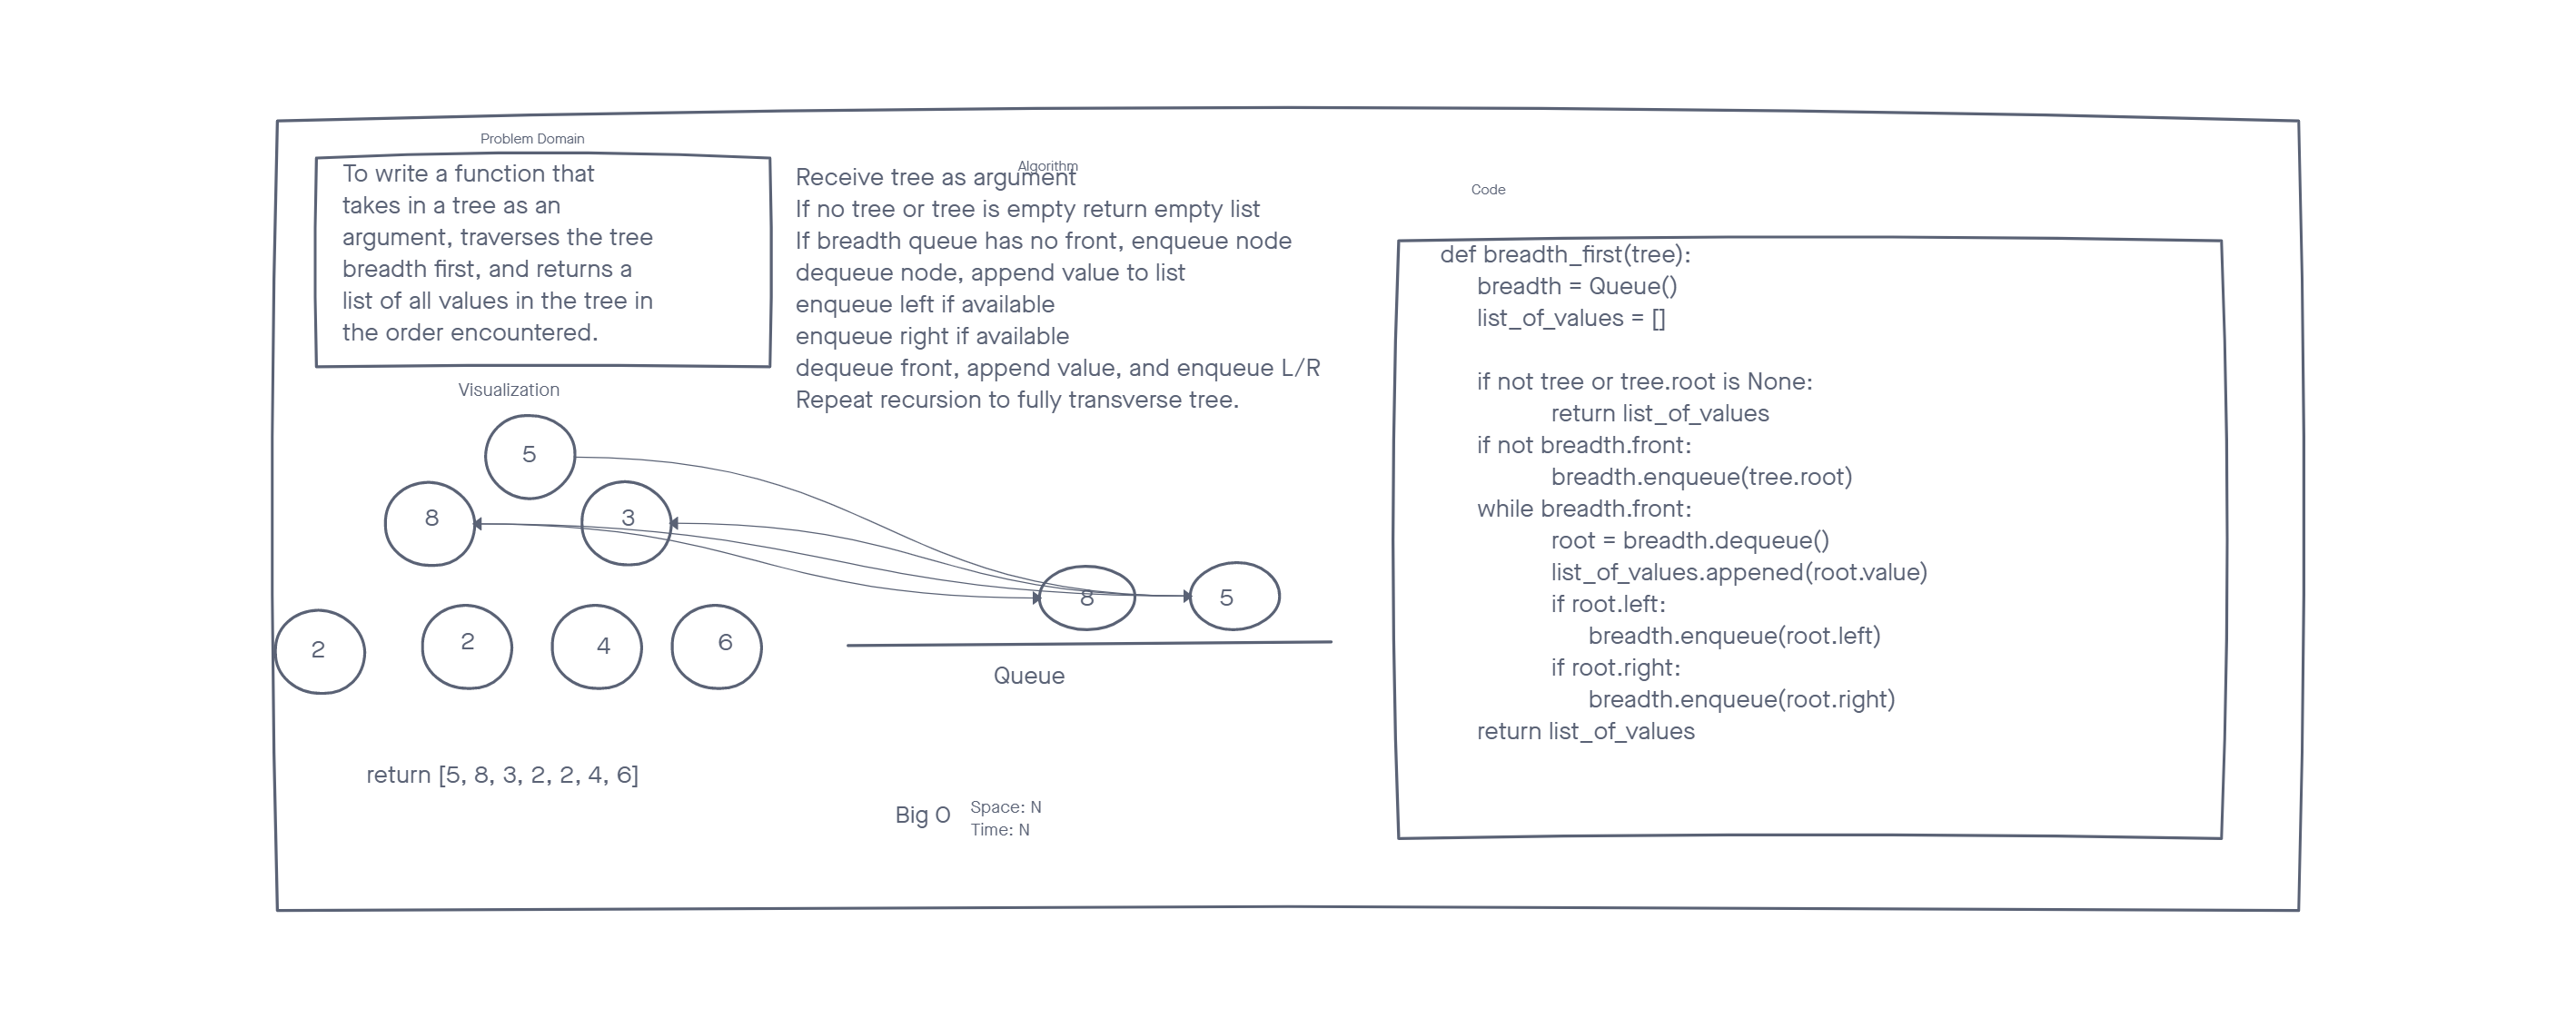 Problem Domain
To write a function that
takes in a tree as an
argument, traverses the tree
breadth first, and returns a
list of all values in the tree in
the order encountered.
Visualization
5
8
3
2
2
4
6
return [5, 8, 3, 2, 2, 4, 6]
Algorithm
Receive tree as argument
If no tree or tree is empty return empty list
If breadth queue has no front, enqueue node
dequeue node, append value to list
enqueue left if available
enqueue right if available
dequeue front, append value, and enqueue L/R
Repeat recursion to fully transverse tree.
8
5
Queue
Big O
Space: N
Time: N
Code
def breadth_first(tree):
breadth = Queue()
list_of_values = []
if not tree or tree.root is None:
return list_of_values
if not breadth.front:
breadth.enqueue(tree.root)
while breadth.front:
root = breadth.dequeue()
list_of_values.appened(root.value)
if root.left:
breadth.enqueue(root.left)
if root.right:
breadth.enqueue(root.right)
return list_of_values